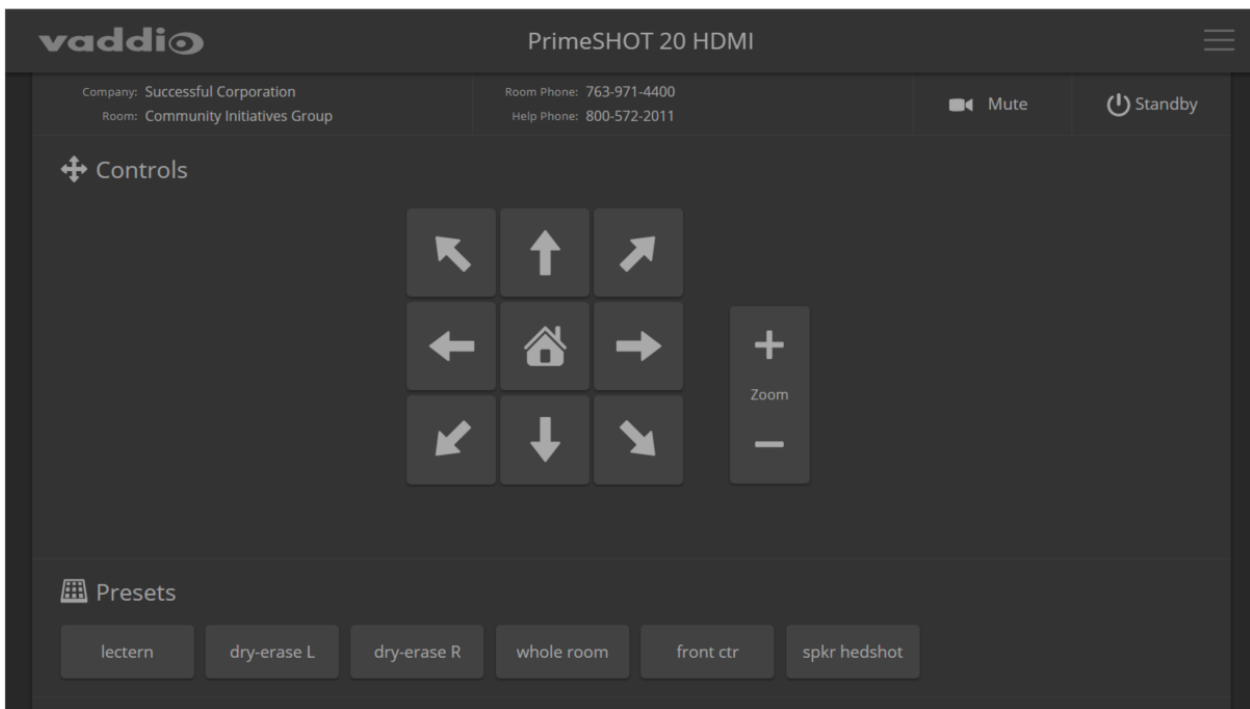 vaddio
PrimeSHOT 20 HDMI
Company: Successful Corporation
Room: Community Initiatives Group
Room Phone: 763-971-4400
Help Phone: 800-572-2011
Mute
Standby
Controls
Zoom
Presets
lectern dry-erase L dry-erase R whole room front ctr spkr hedshot